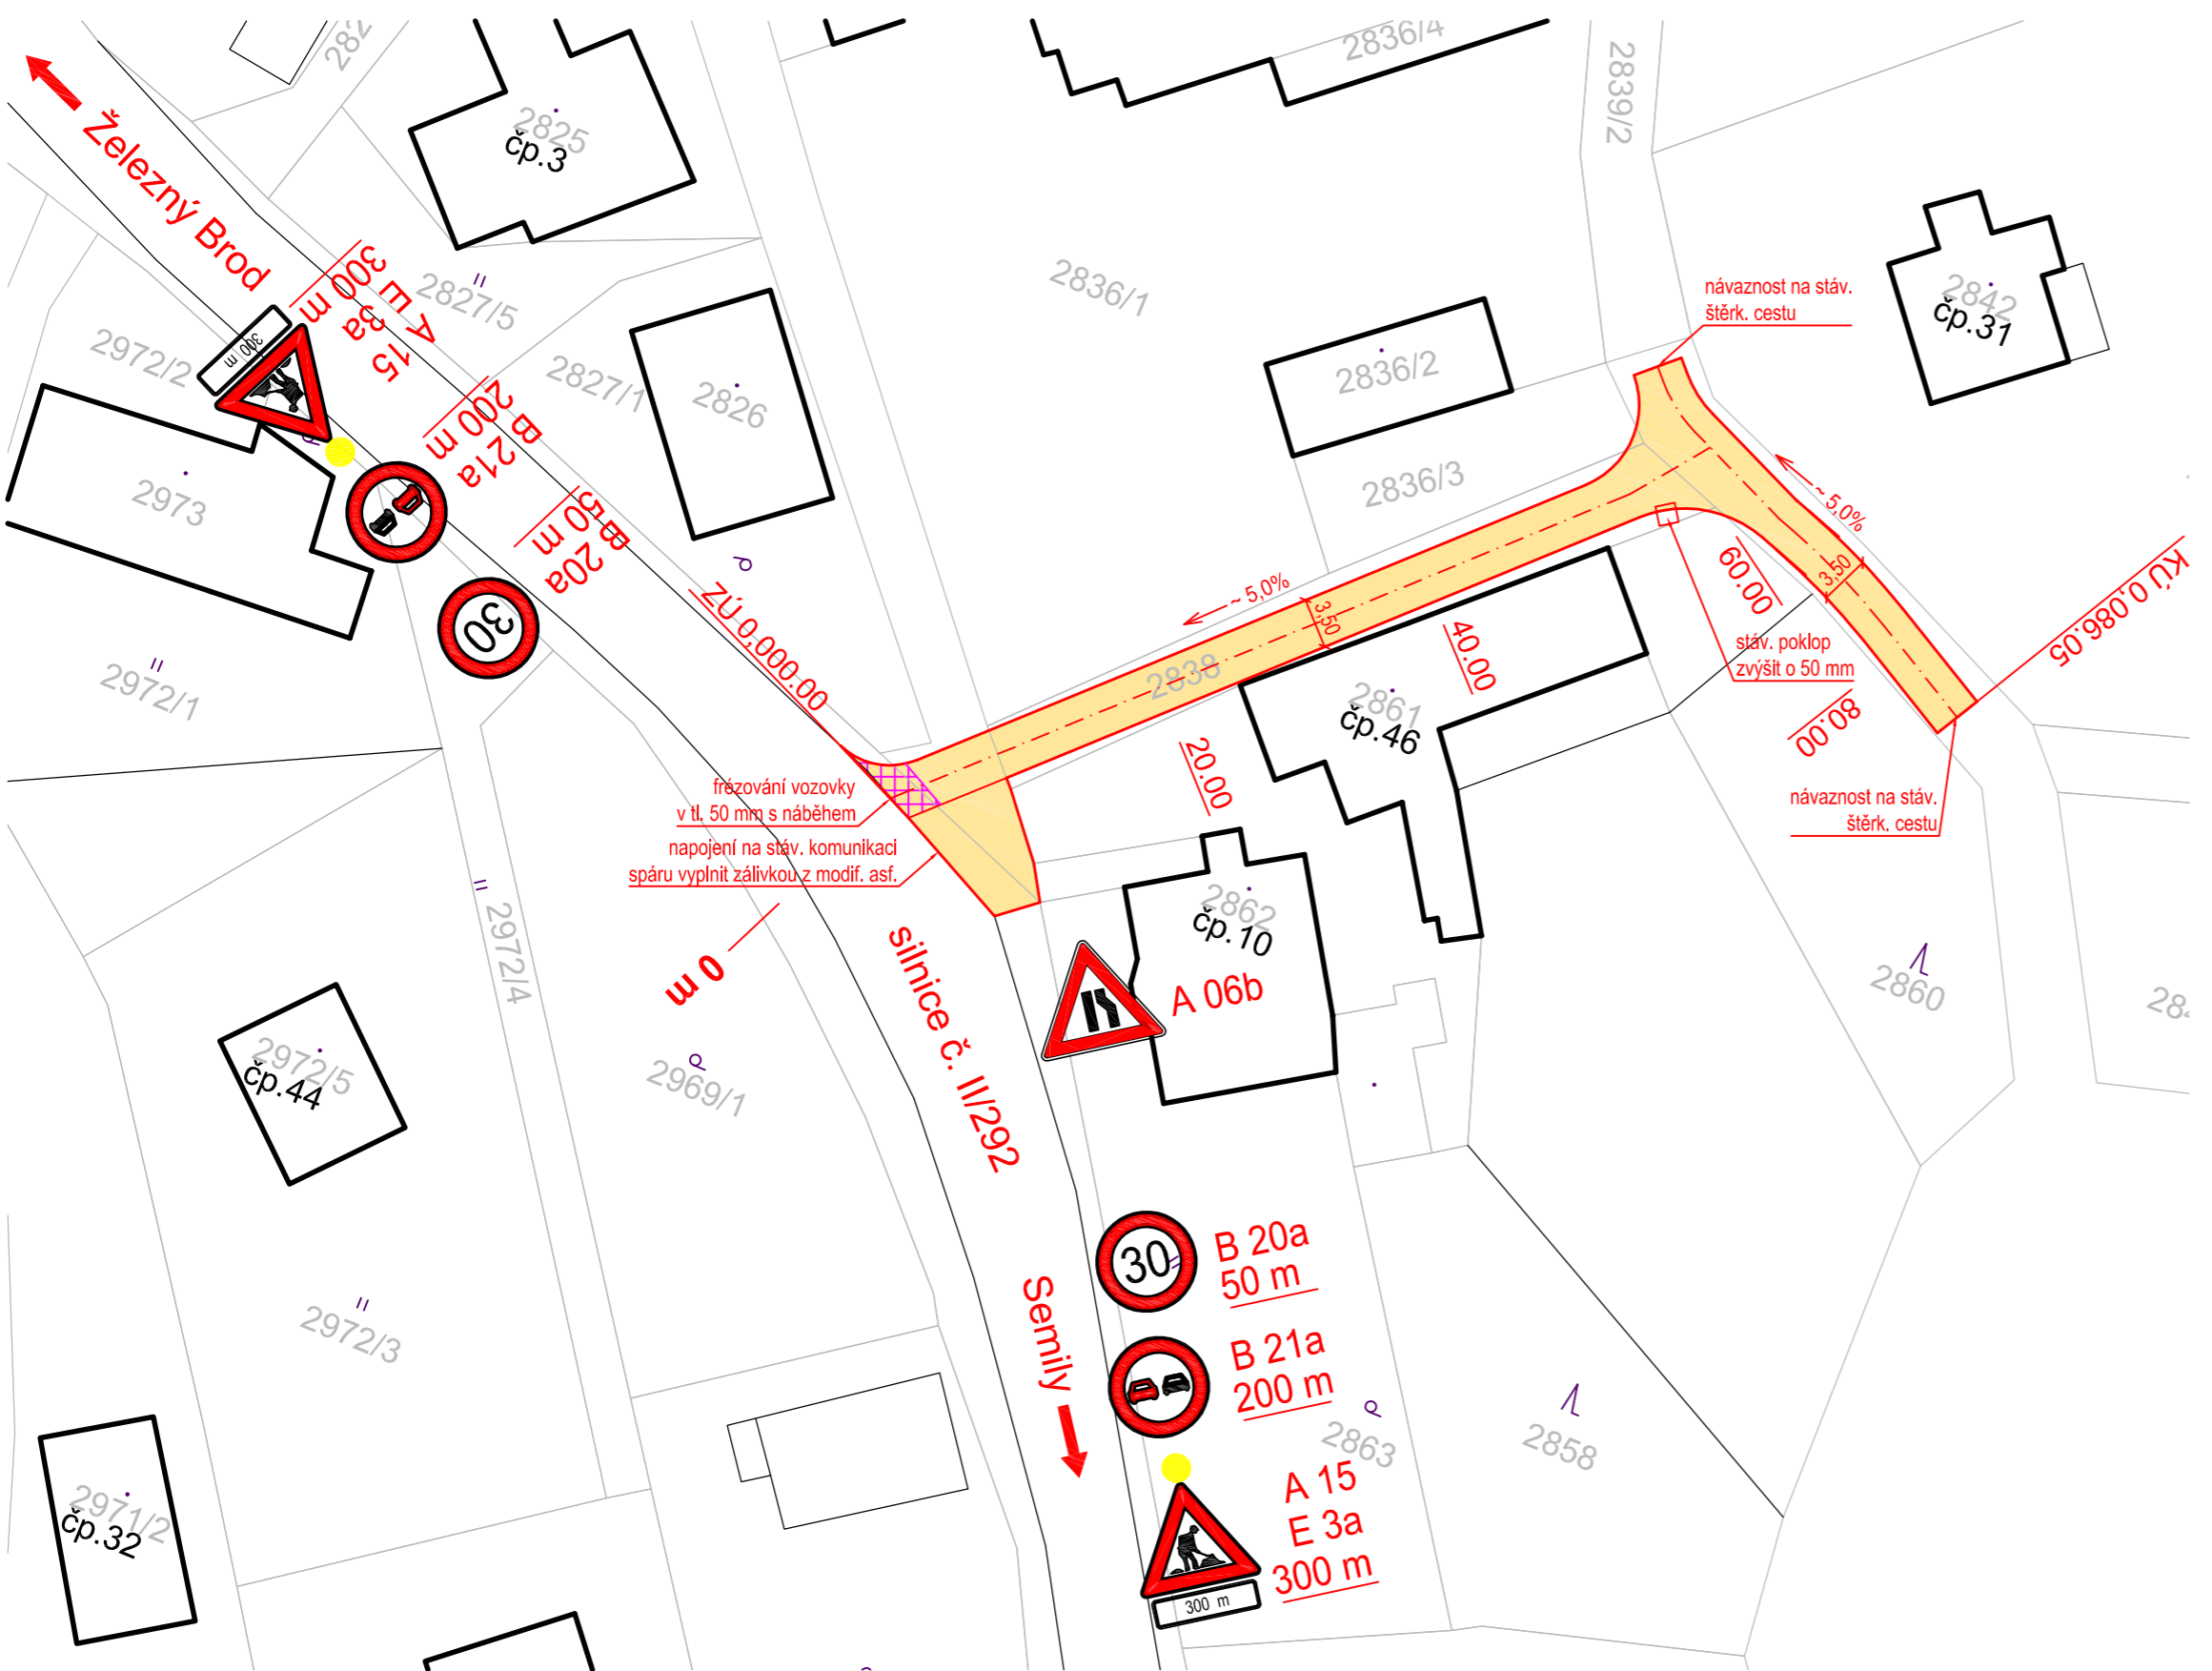 282
2836/4
2839/2
2825
čp.3
Železný Brod
2827/5
2836/1
návaznost na stáv.
štěrk. cestu
2842
čp.31
A 15
E 3a
300 m
300 m
2972/2
2827/1
2826
2836/2
B 21a
200 m
2836/3
2973
B 20a
50 m
30
~ 5,0%
3,50
60.00
KÚ 0,086.05
ZÚ 0,000.00
~ 5,0%
3,50
40.00
stáv. poklop
zvýšit o 50 mm
2972/1
2838
2861
čp.46
80.00
20.00
frézování vozovky
v tl. 50 mm s náběhem
návaznost na stáv.
štěrk. cestu
napojení na stáv. komunikaci
spáru vyplnit zálivkou z modif. asf.
2972/4
0 m
silnice č. II/292
2862
čp.10
A 06b
2860
284
2972/5
čp.44
2969/1
30
B 20a
50 m
Semily
2972/3
B 21a
200 m
2863
2858
2971/2
čp.32
A 15
E 3a
300 m
300 m